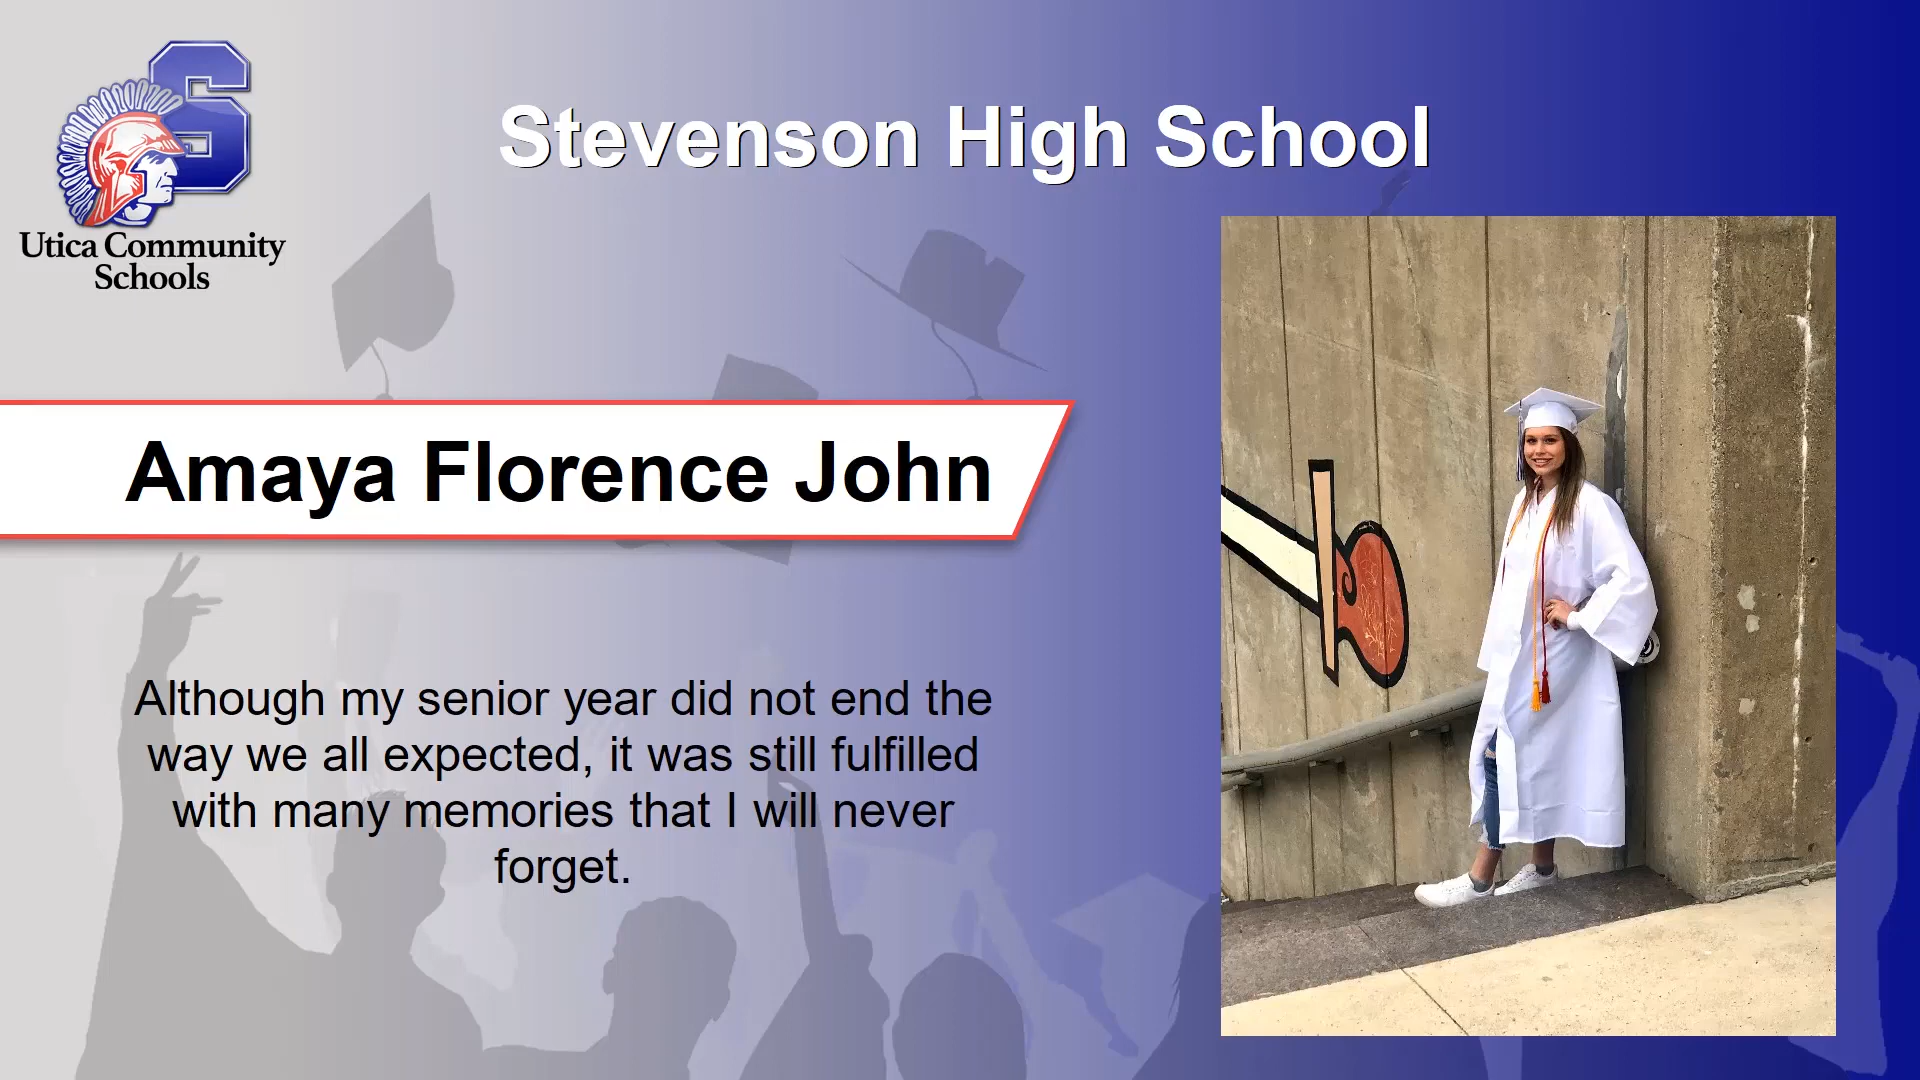 Stevenson High School
Utica Community
Schools
Amaya Florence John
Although my senior year did not end the
way we all expected, it was still fulfilled
with many memories that I will never
forget.